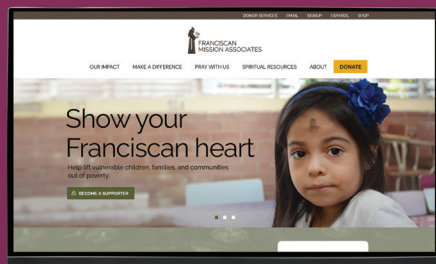 DONOR SERVICES EMAIL SIGNUP ESPAÑOL SHOP
FRANCISCAN
MISSION ASSOCIATES
OUR IMPACT MAKE A DIFFERENCE PRAY WITH US SPIRITUAL RESOURCES ABOUT DONATE
Show your
Franciscan heart
Help lift vulnerable children, families, and communities
out of poverty.
BECOME A SUPPORTER